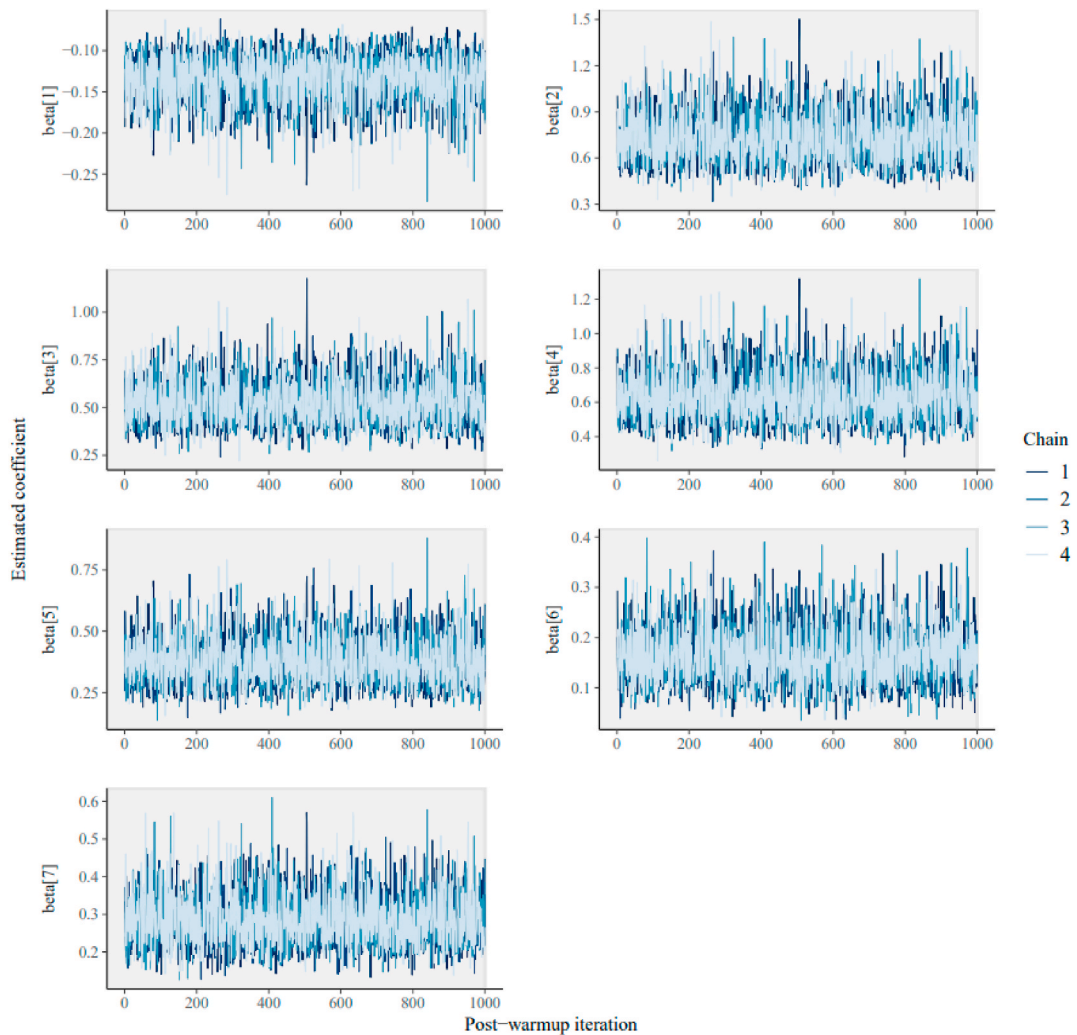 −0.10
−0.15
−0.20
−0.25
beta[1]
0 200 400 600 800 1000
1.5
1.2
0.9
0.6
0.3
beta[2]
0 200 400 600 800 1000
1.00
0.75
0.50
0.25
beta[3]
0 200 400 600 800 1000
1.2
1.0
0.8
0.6
0.4
beta[4]
0 200 400 600 800 1000
Estimated coefficient
0.75
0.50
0.25
beta[5]
0 200 400 600 800 1000
0.4
0.3
0.2
0.1
beta[6]
0 200 400 600 800 1000
0.6
0.5
0.4
0.3
0.2
beta[7]
0 200 400 600 800 1000
Post−warmup iteration
Chain
1
2
3
4